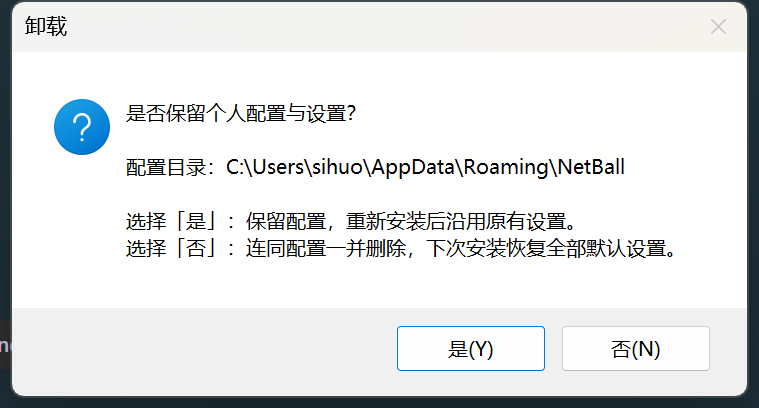 卸载
是否保留个人配置与设置？
配置目录：C:\Users\sihuo\AppData\Roaming\NetBall
选择「是」：保留配置，重新安装后沿用原有设置。
选择「否」：连同配置一并删除，下次安装恢复全部默认设置。
是(Y)
否(N)